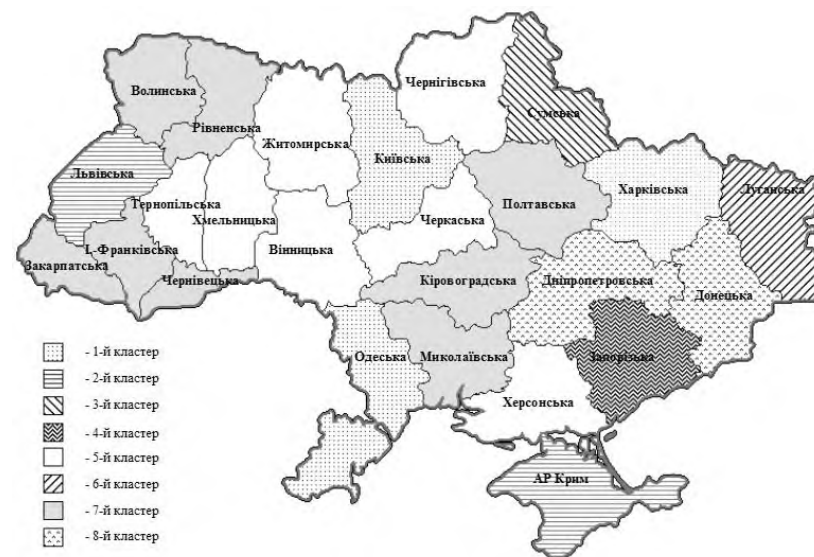 Чернігівська
Волинська
Рівненська
Сумська
Житомирська
Київська
Львівська
Харківська
Луганська
Тернопільська
Хмельницька
Полтавська
Черкаська
І.-Франківська
Вінницька
Закарпатська
Чернівецька
Кіровоградська
Дніпропетровська
Донецька
Одеська
Миколаївська
Запорізька
Херсонська
АР Крим
- 1-й кластер
- 2-й кластер
- 3-й кластер
- 4-й кластер
- 5-й кластер
- 6-й кластер
- 7-й кластер
- 8-й кластер